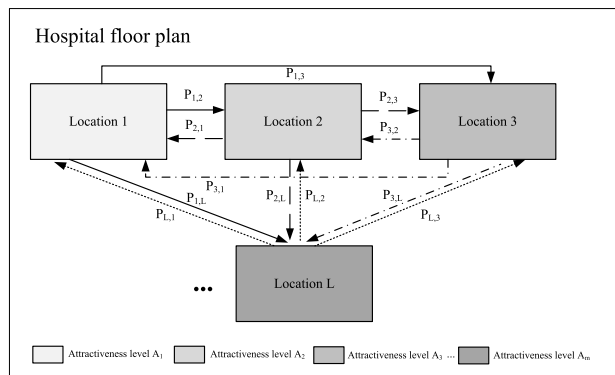 Hospital floor plan
P1,3
P1,2
P2,3
Location 1
Location 2
Location 3
P2,1
P3,2
P3,1
P1,L
P2,L
PL,2
P3,L
PL,1
PL,3
...
Location L
Attractiveness level A1
Attractiveness level A2
Attractiveness level A3 ...
Attractiveness level Am